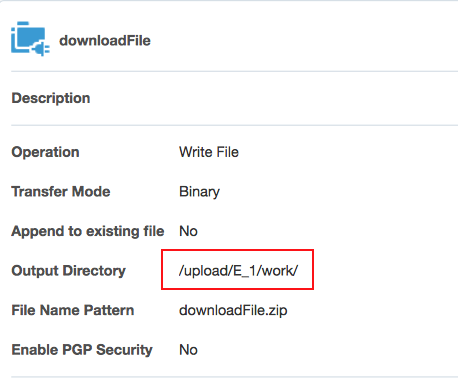 downloadFile
Description
Operation Write File
Transfer Mode Binary
Append to existing file No
Output Directory /upload/E_1/work/
File Name Pattern downloadFile.zip
Enable PGP Security No